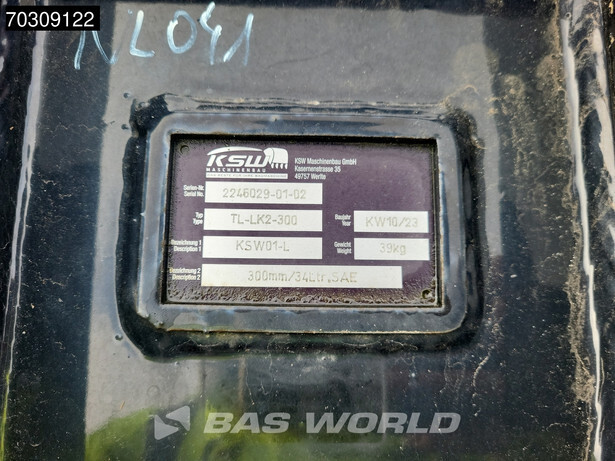 70309122
NL041
KSW
MASCHINENBAU
KSW Maschinenbau GmbH
Kasernenstrasse 35
49757 Werlte
Serien-Nr.
Serial No. 2246029-01-02
Typ
Type TL-LK2-300 Baujahr
Year KW10/23
Bezeichnung 1
Description 1 KSW01-L Gewicht
Weight 39kg
Bezeichnung 2
Description 2 300mm/34Ltr,SAE
BAS WORLD